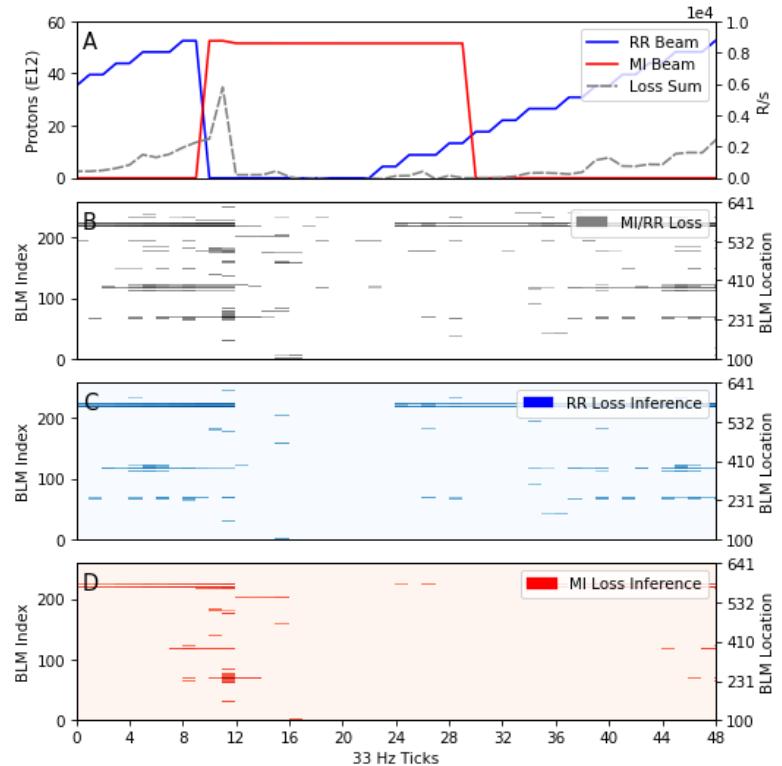 1e4
A
60
40
20
0
Protons (E12)
RR Beam
MI Beam
Loss Sum
1.0
0.8
0.6
0.4
0.2
0.0
R/s
B
200
100
0
BLM Index
MI/RR Loss
641
532
410
231
100
BLM Location
C
200
100
0
BLM Index
RR Loss Inference
641
532
410
231
100
BLM Location
D
200
100
0
BLM Index
MI Loss Inference
641
532
410
231
100
BLM Location
0 4 8 12 16 20 24 28 32 36 40 44 48
33 Hz Ticks